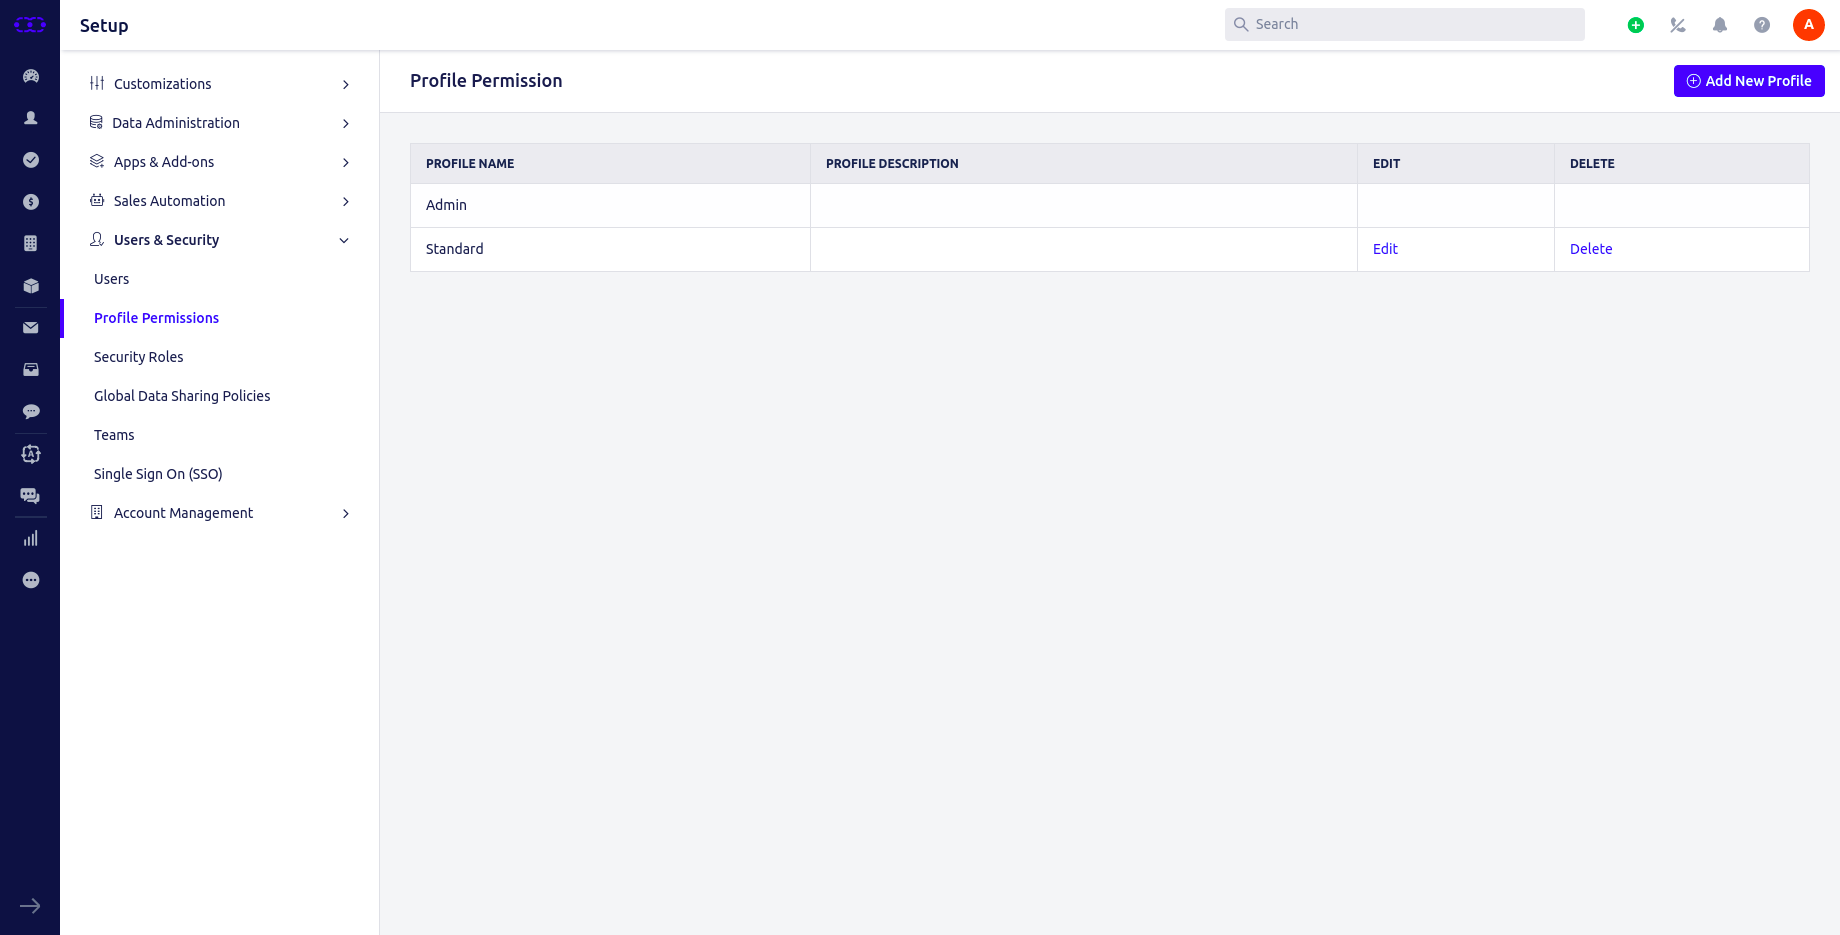 Setup
Search
A
Customizations
Data Administration
Apps & Add-ons
Sales Automation
Users & Security
Users
Profile Permissions
Security Roles
Global Data Sharing Policies
Teams
Single Sign On (SSO)
Account Management
Profile Permission
Add New Profile
PROFILE NAME PROFILE DESCRIPTION EDIT DELETE
Admin
Standard Edit Delete